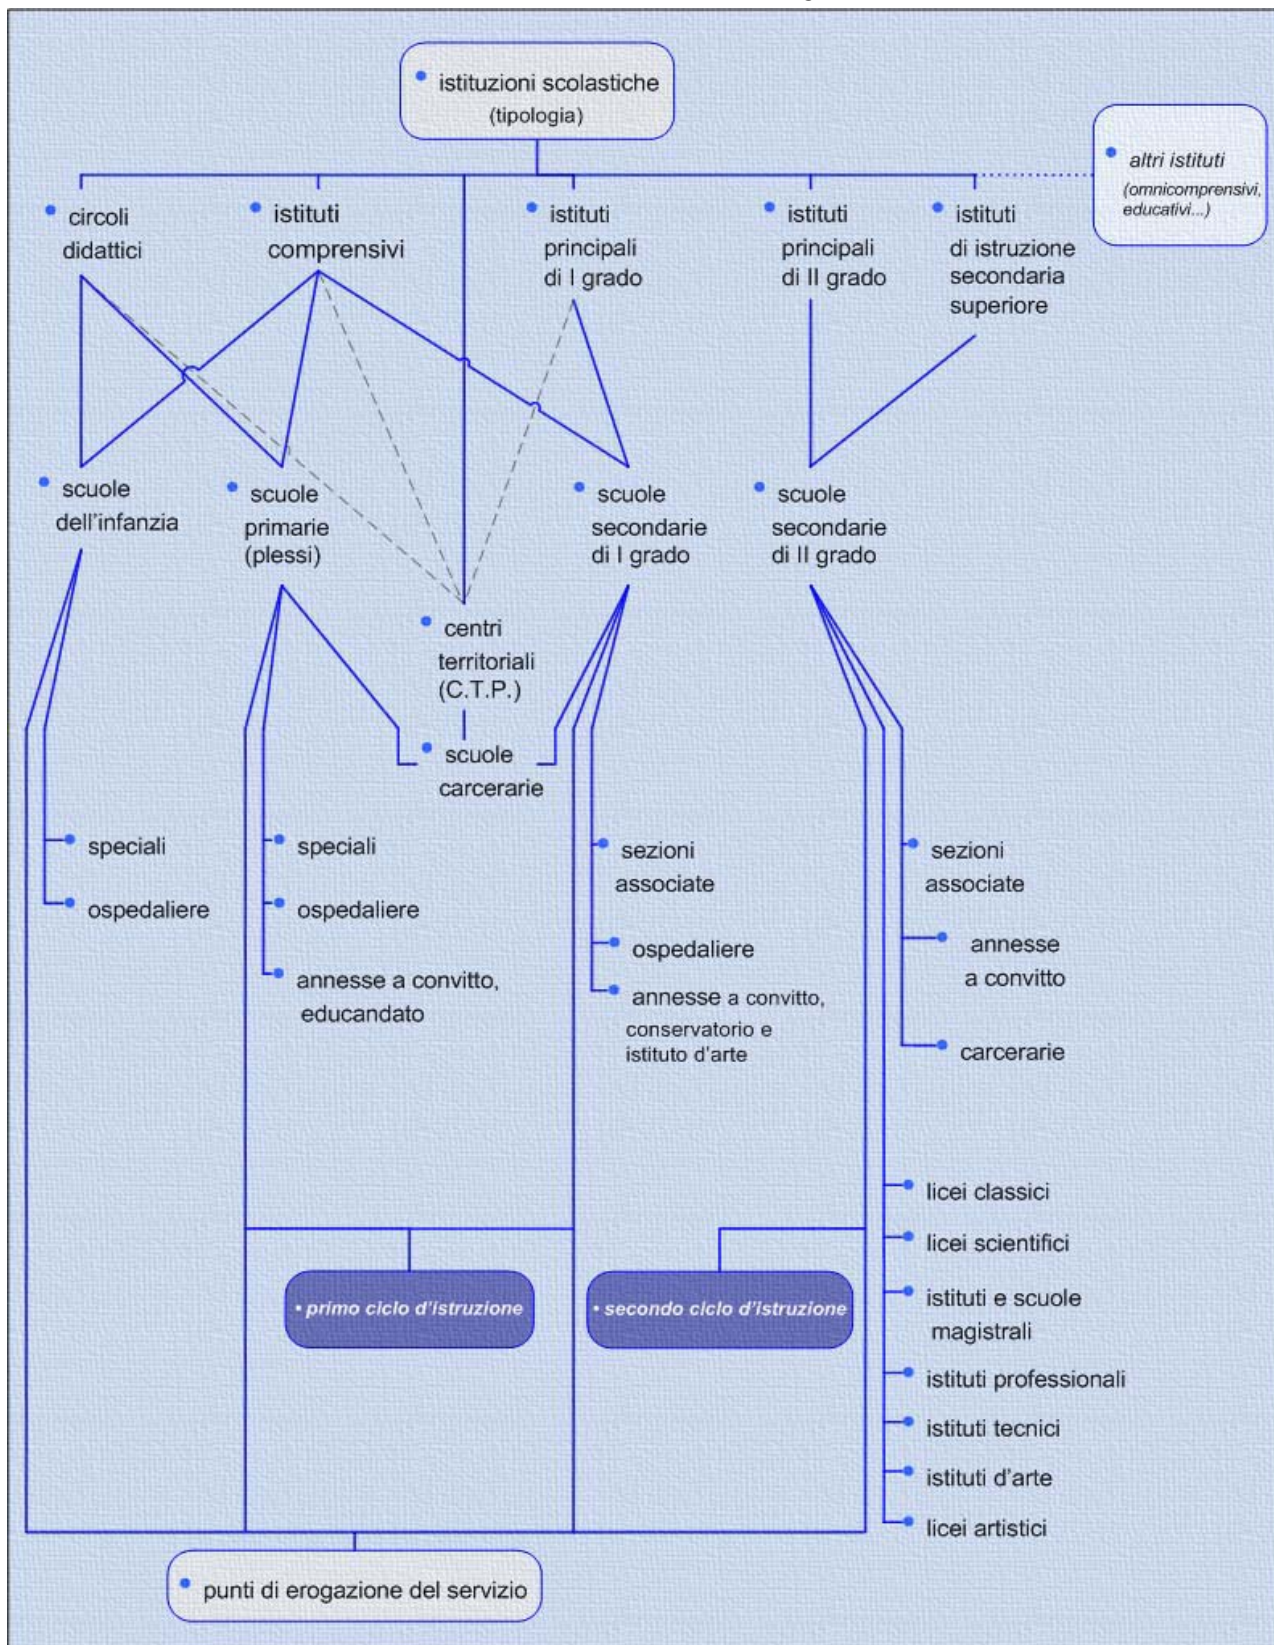 istituzioni scolastiche
(tipologia)
altri istituti
(omnicomprensivi,
educativi...)
circoli
didattici
istituti
comprensivi
istituti
principali
di I grado
istituti
principali
di II grado
istituti
di istruzione
secondaria
superiore
scuole
dell'infanzia
scuole
primarie
(plessi)
scuole
secondarie
di I grado
scuole
secondarie
di II grado
centri
territoriali
(C.T.P.)
scuole
carcerarie
speciali
ospedaliere
speciali
ospedaliere
annesse a convitto,
educandato
sezioni
associate
ospedaliere
annesse a convitto,
conservatorio e
istituto d'arte
sezioni
associate
annesse
a convitto
carcerarie
licei classici
licei scientifici
istituti e scuole
magistrali
istituti professionali
istituti tecnici
istituti d'arte
licei artistici
• primo ciclo d'istruzione
• secondo ciclo d'istruzione
punti di erogazione del servizio